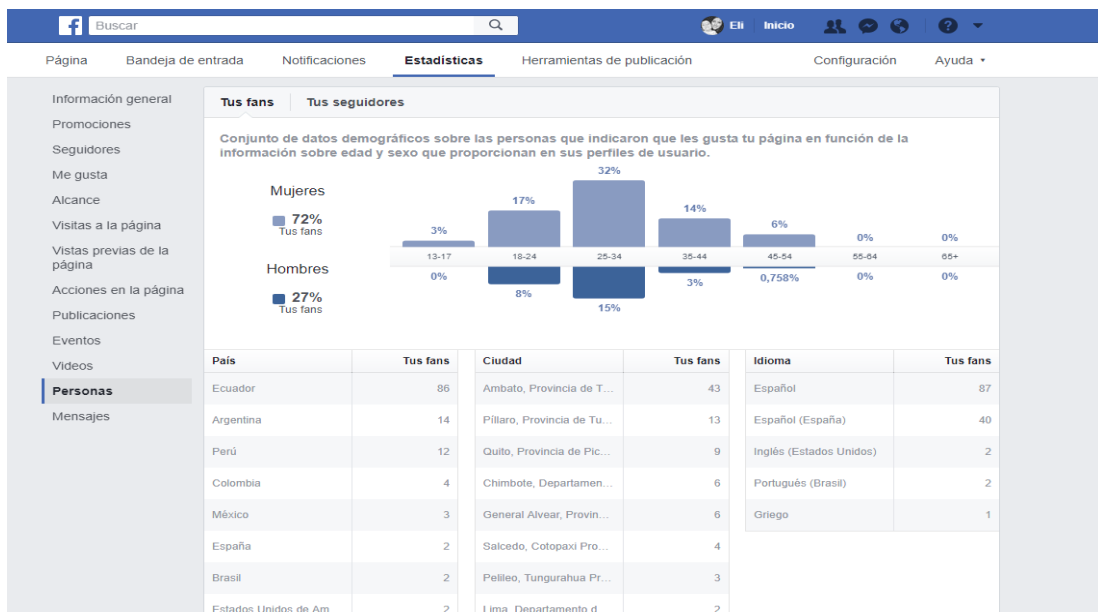 f Buscar Eli Inicio ?
Página Bandeja de entrada Notificaciones Estadísticas Herramientas de publicación Configuración Ayuda
Información general
Promociones
Seguidores
Me gusta
Alcance
Visitas a la página
Vistas previas de la
página
Acciones en la página
Publicaciones
Eventos
Videos
Personas
Mensajes
Tus fans Tus seguidores
Conjunto de datos demográficos sobre las personas que indicaron que les gusta tu página en función de la
información sobre edad y sexo que proporcionan en sus perfiles de usuario.
Mujeres
72%
Tus fans
3% 17% 32% 14% 6% 0% 0%
13-17 18-24 25-34 35-44 45-54 55-64 65+
Hombres
27%
Tus fans
0% 8% 15% 3% 0,758% 0% 0%
País Tus fans
Ecuador 86
Argentina 14
Perú 12
Colombia 4
México 3
España 2
Brasil 2
Estados Unidos de Am 2
Ciudad Tus fans
Ambato, Provincia de T... 43
Píllaro, Provincia de Tu... 13
Quito, Provincia de Pic... 9
Chimbote, Departamen... 6
General Alvear, Provin... 6
Salcedo, Cotopaxi Pro... 4
Pelileo, Tungurahua Pr... 3
Lima, Departamento d 2
Idioma Tus fans
Español 87
Español (España) 40
Inglés (Estados Unidos) 2
Portugués (Brasil) 2
Griego 1